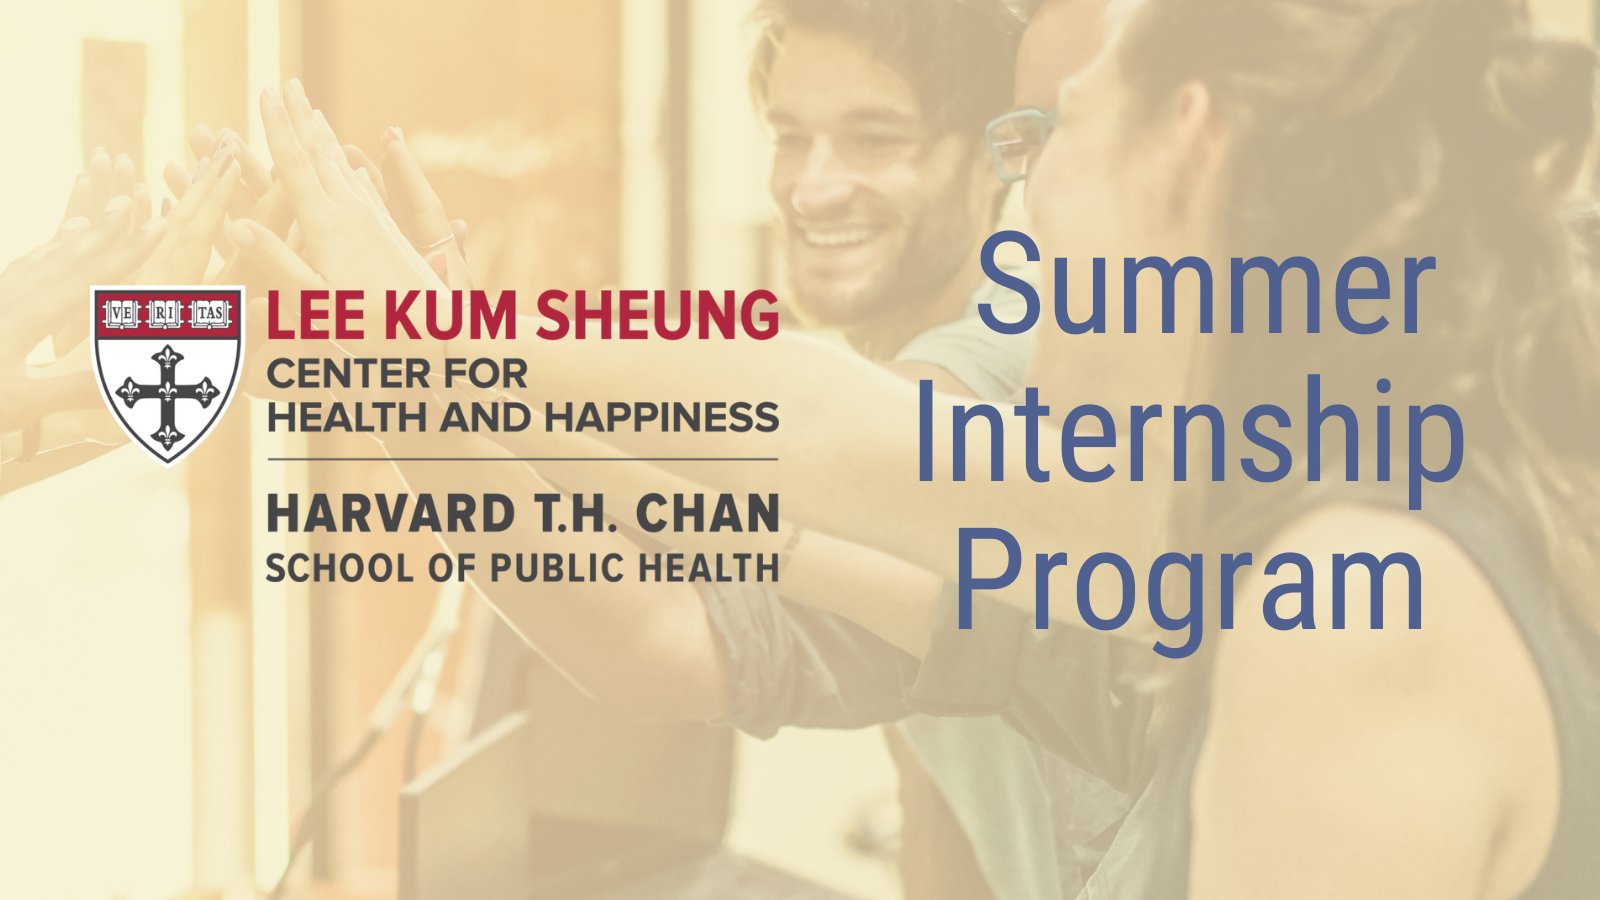 VE RI TAS
LEE KUM SHEUNG
CENTER FOR
HEALTH AND HAPPINESS
HARVARD T.H. CHAN
SCHOOL OF PUBLIC HEALTH
Summer
Internship
Program